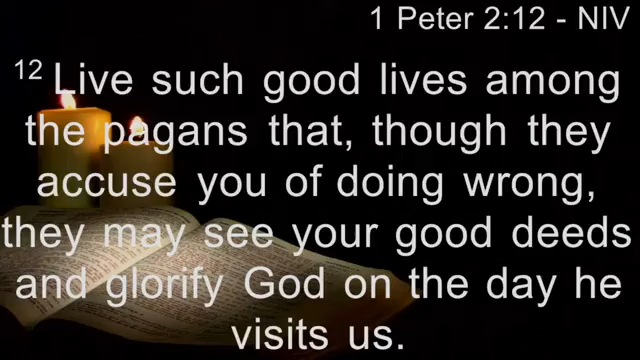 1 Peter 2:12 - NIV
12 Live such good lives among
the pagans that, though they
accuse you of doing wrong,
they may see your good deeds
and glorify God on the day he
visits us.